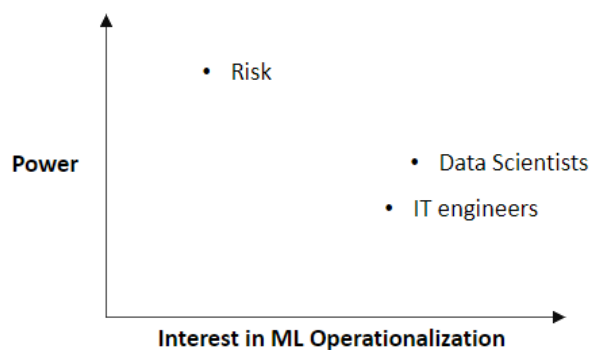 • Risk
Power
• Data Scientists
• IT engineers
Interest in ML Operationalization